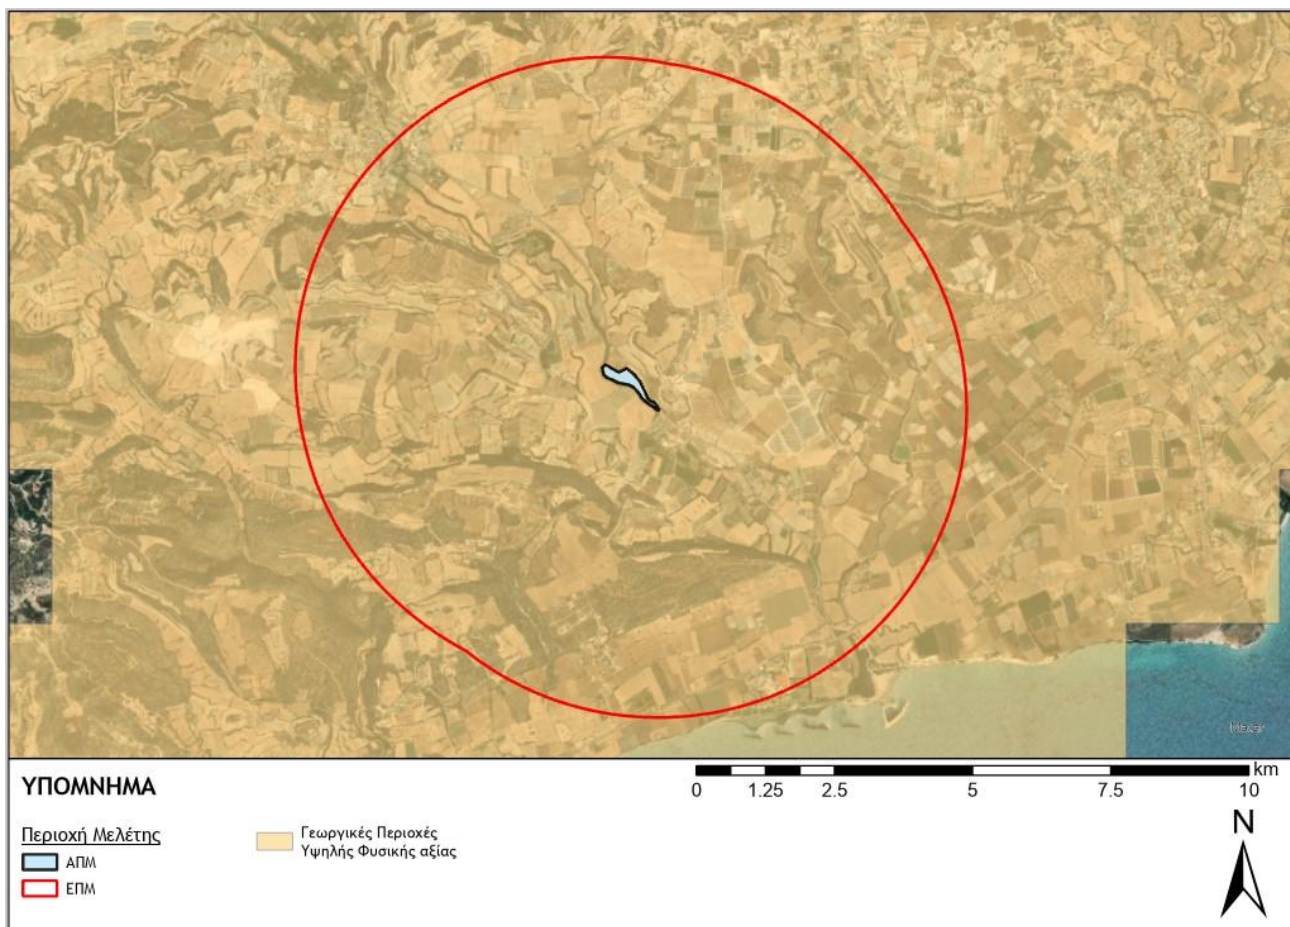 Maxar
ΥΠΟΜΝΗΜΑ
Περιοχή Μελέτης
ΑΠΜ
ΕΠΜ
Γεωργικές Περιοχές
Υψηλής Φυσικής αξίας
km
0 1.25 2.5 5 7.5 10
N